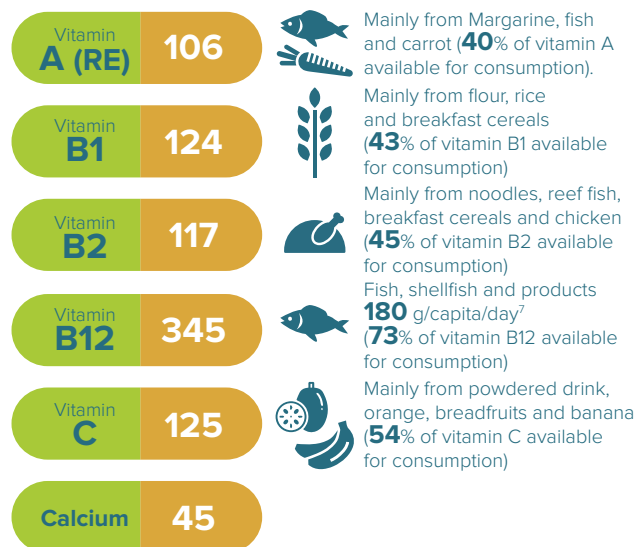 Vitamin
A (RE)
106
Mainly from Margarine, fish
and carrot (40% of vitamin A
available for consumption).
Vitamin
B1
124
Mainly from flour, rice
and breakfast cereals
(43% of vitamin B1 available
for consumption)
Vitamin
B2
117
Mainly from noodles, reef fish,
breakfast cereals and chicken
(45% of vitamin B2 available
for consumption)
Vitamin
B12
345
Fish, shellfish and products
180 g/capita/day⁷
(73% of vitamin B12 available
for consumption)
Vitamin
C
125
Mainly from powdered drink,
orange, breadfruits and banana
(54% of vitamin C available
for consumption)
Calcium
45